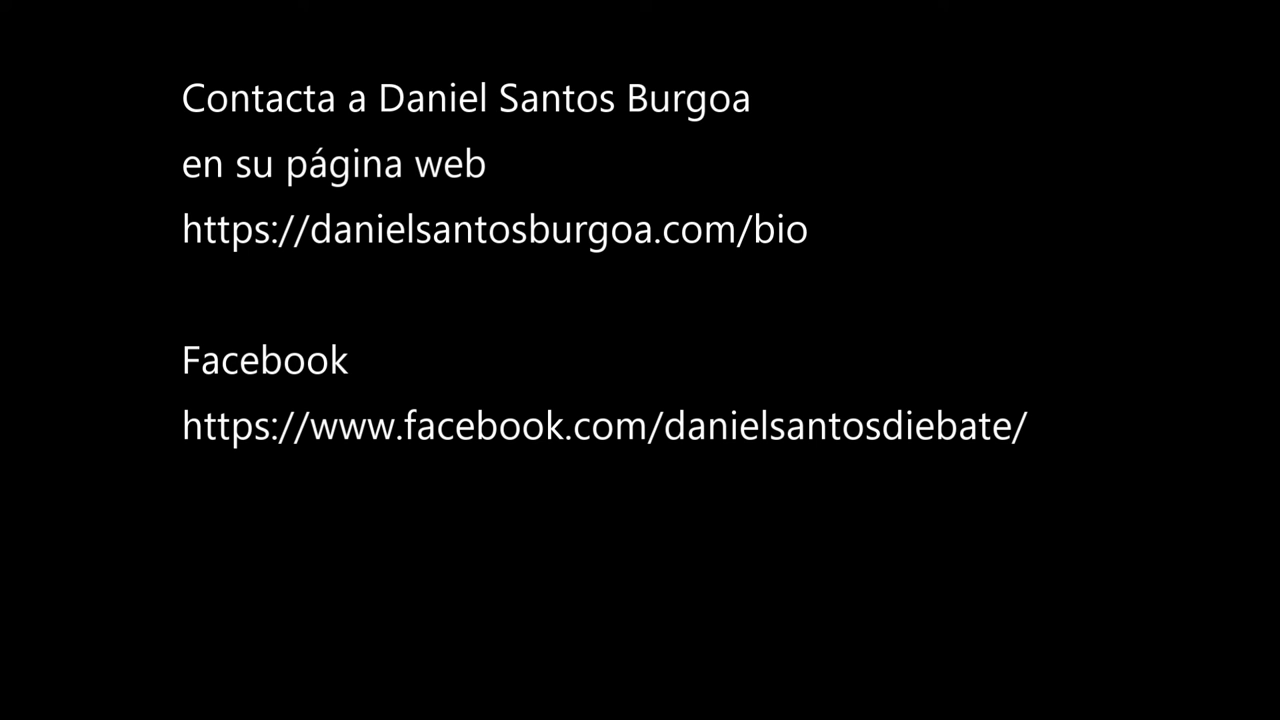 Contacta a Daniel Santos Burgoa
en su página web
https://danielsantosburgoa.com/bio
Facebook
https://www.facebook.com/danielsantosdiebate/